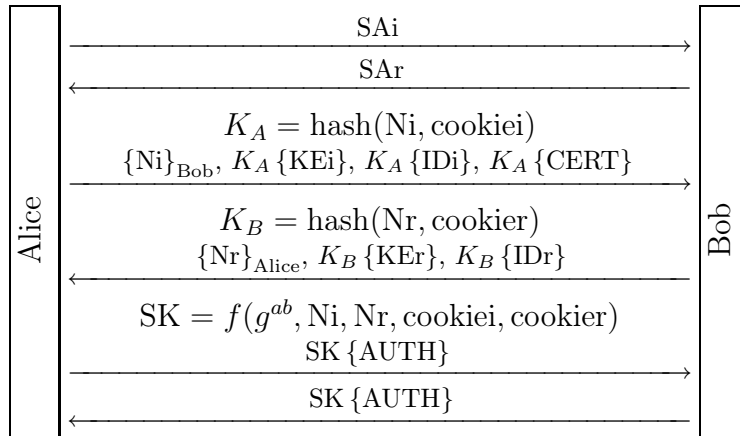 SAi
SAr
K_A = hash(Ni, cookiei)
{Ni}_Bob, K_A {KEi}, K_A {IDi}, K_A {CERT}
K_B = hash(Nr, cookier)
{Nr}_Alice, K_B {KEr}, K_B {IDr}
SK = f(g^{ab}, Ni, Nr, cookiei, cookier)
SK {AUTH}
SK {AUTH}
Alice
Bob